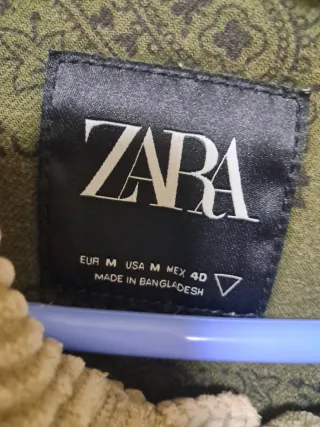 ZARA
EUR M USA M MEX 40
MADE IN BANGLADESH